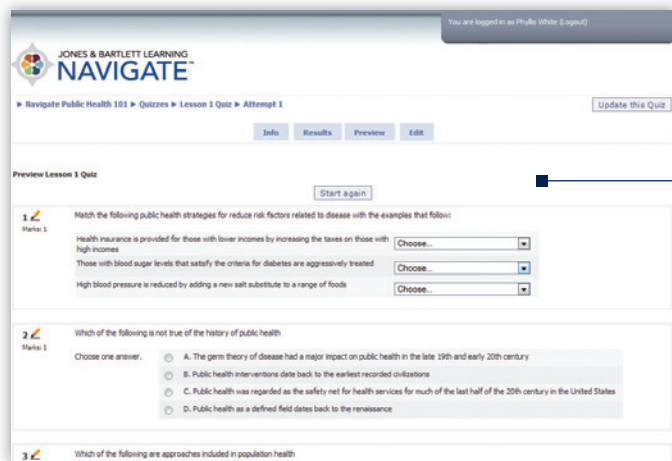 You are logged in as Phyllis White (Logout)
JONES & BARTLETT LEARNING
NAVIGATE™
Navigate Public Health 101 ▶ Quizzes ▶ Lesson 1 Quiz ▶ Attempt 1
Update this Quiz
Info Results Preview Edit
Preview Lesson 1 Quiz
Start again
1
Marks: 1
Match the following public health strategies for reduce risk factors related to disease with the examples that follow:
Health insurance is provided for those with lower incomes by increasing the taxes on those with
high incomes
Choose...
Those with blood sugar levels that satisfy the criteria for diabetes are aggressively treated
Choose...
High blood pressure is reduced by adding a new salt substitute to a range of foods
Choose...
2
Marks: 1
Which of the following is not true of the history of public health
Choose one answer.
A. The germ theory of disease had a major impact on public health in the late 19th and early 20th century
B. Public health interventions date back to the earliest recorded civilizations
C. Public health was regarded as the safety net for health services for much of the last half of the 20th century in the United States
D. Public health as a defined field dates back to the renaissance
3
Which of the following are approaches included in population health